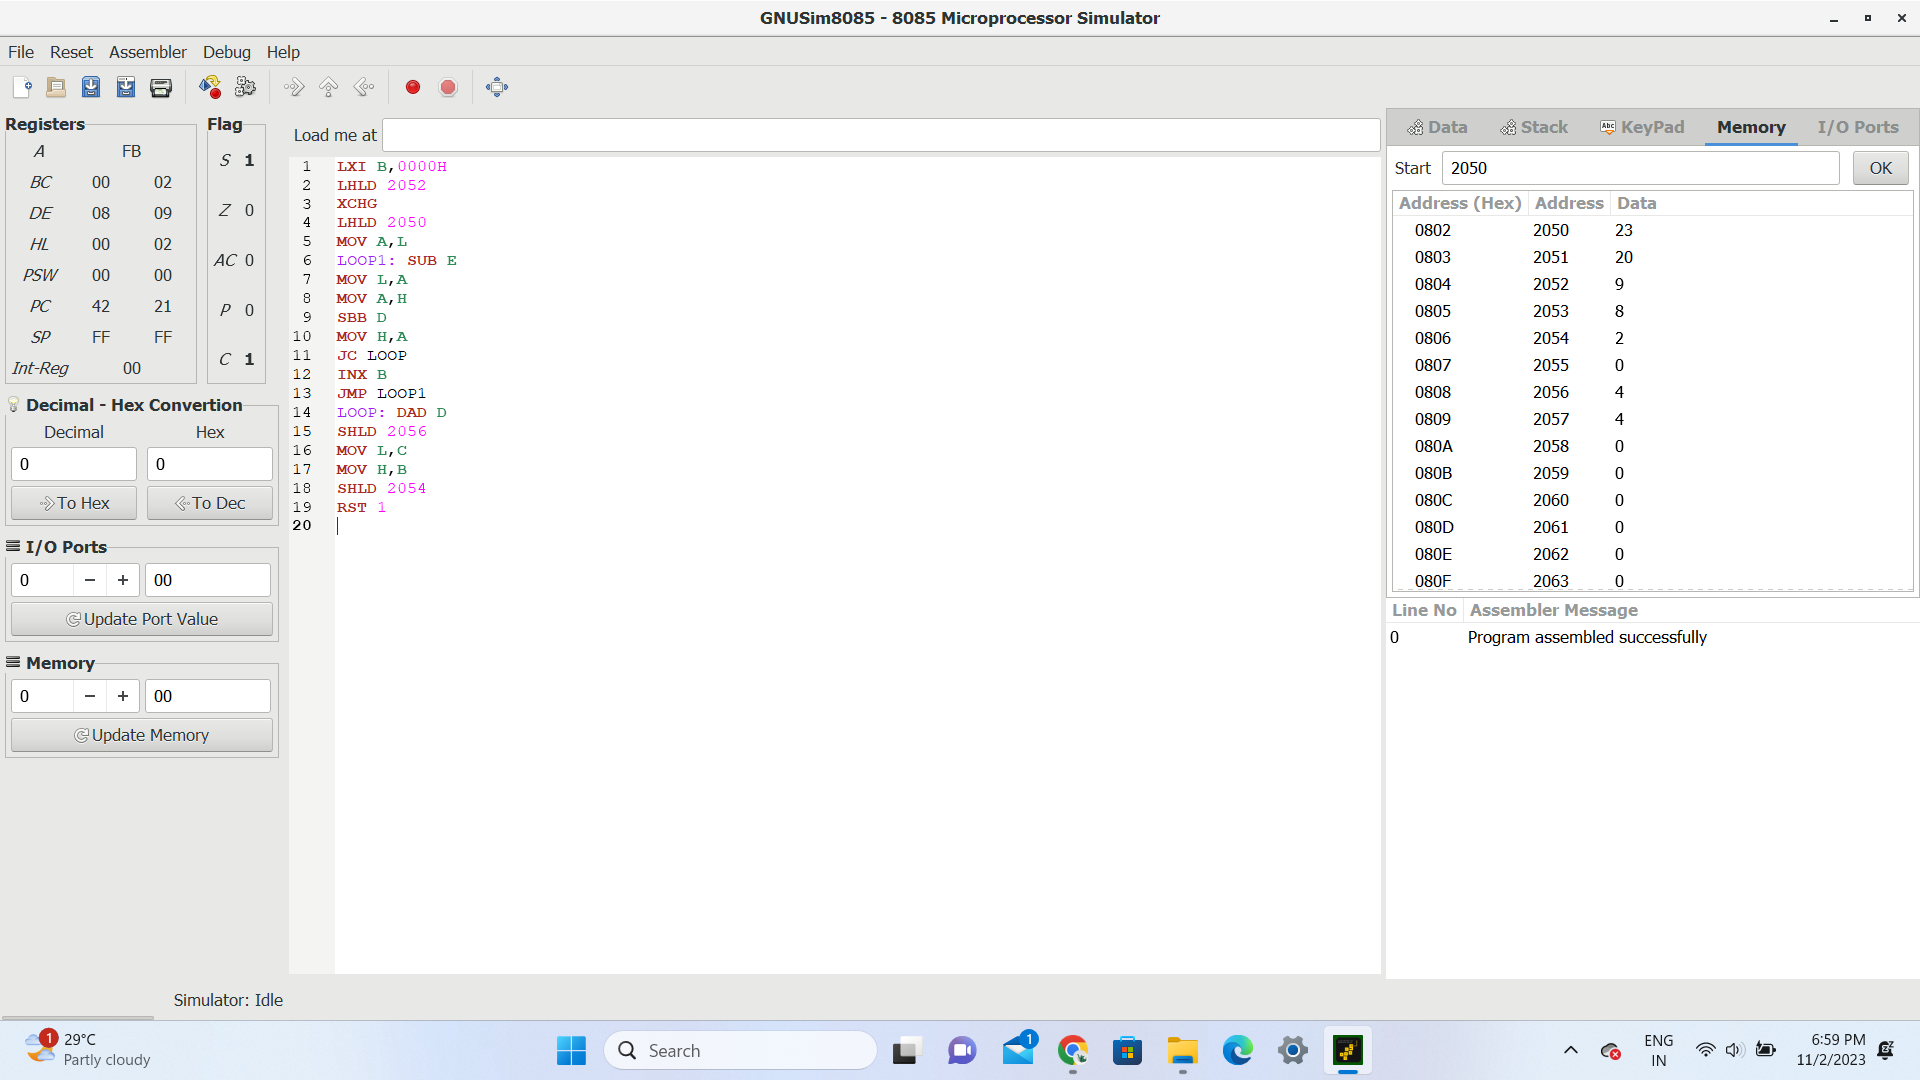 GNUSim8085 - 8085 Microprocessor Simulator
File Reset Assembler Debug Help
Registers
A FB
BC 00 02
DE 08 09
HL 00 02
PSW 00 00
PC 42 21
SP FF FF
Int-Reg 00
Flag
S 1
Z 0
AC 0
P 0
C 1
Decimal - Hex Convertion
Decimal Hex
0 0
To Hex To Dec
I/O Ports
0 − + 00
Update Port Value
Memory
0 − + 00
Update Memory
Load me at
1 LXI B,0000H
2 LHLD 2052
3 XCHG
4 LHLD 2050
5 MOV A,L
6 LOOP1: SUB E
7 MOV L,A
8 MOV A,H
9 SBB D
10 MOV H,A
11 JC LOOP
12 INX B
13 JMP LOOP1
14 LOOP: DAD D
15 SHLD 2056
16 MOV L,C
17 MOV H,B
18 SHLD 2054
19 RST 1
20
Data Stack Abc KeyPad Memory I/O Ports
Start 2050 OK
Address (Hex) Address Data
0802 2050 23
0803 2051 20
0804 2052 9
0805 2053 8
0806 2054 2
0807 2055 0
0808 2056 4
0809 2057 4
080A 2058 0
080B 2059 0
080C 2060 0
080D 2061 0
080E 2062 0
080F 2063 0
Line No Assembler Message
0 Program assembled successfully
Simulator: Idle
1 29°C
Partly cloudy
Search
1
ENG
IN
6:59 PM
11/2/2023